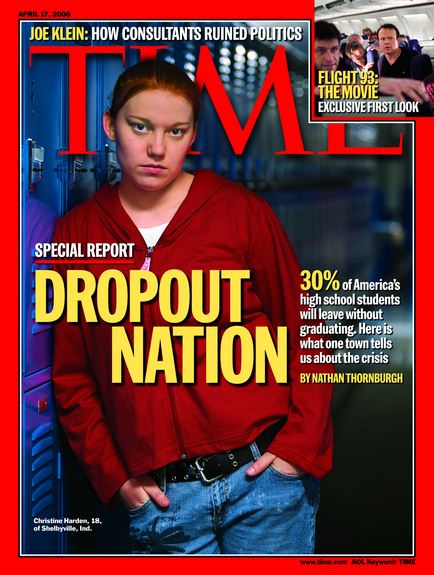 APRIL 17, 2006
JOE KLEIN: HOW CONSULTANTS RUINED POLITICS
TIME
FLIGHT 93:
THE MOVIE
EXCLUSIVE FIRST LOOK
SPECIAL REPORT
DROPOUT
NATION
30% of America's
high school students
will leave without
graduating. Here is
what one town tells
us about the crisis
BY NATHAN THORNBURGH
Christine Harden, 18,
of Shelbyville, Ind.
www.time.com AOL Keyword: TIME